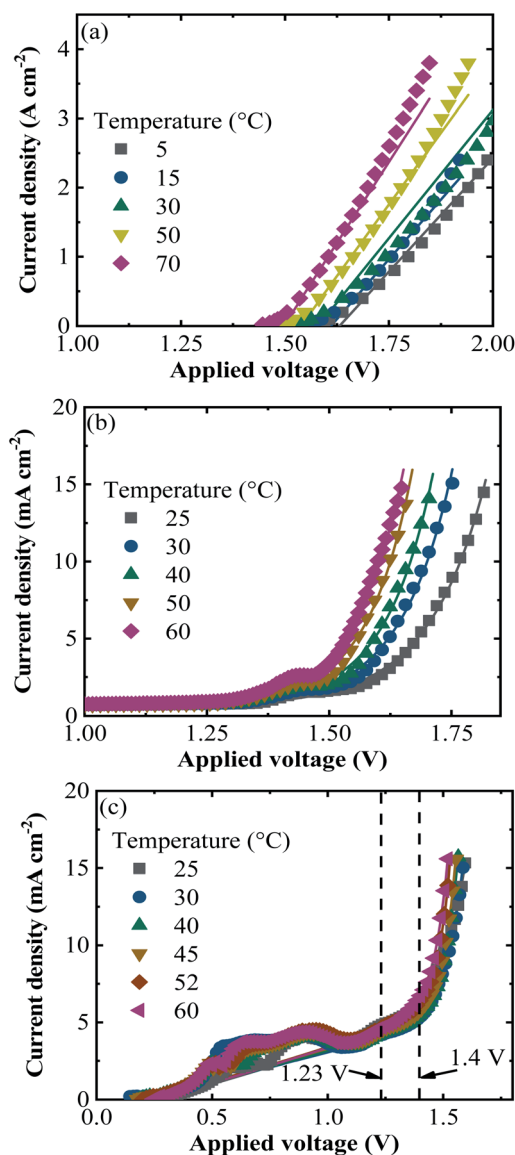 (a)
Current density (A cm-2)
4
3
2
1
0
Temperature (°C)
5
15
30
50
70
1.00 1.25 1.50 1.75 2.00
Applied voltage (V)
(b)
Current density (mA cm-2)
20
15
10
5
0
Temperature (°C)
25
30
40
50
60
1.00 1.25 1.50 1.75
Applied voltage (V)
(c)
Current density (mA cm-2)
20
15
10
5
0
Temperature (°C)
25
30
40
45
52
60
1.23 V
1.4 V
0.0 0.5 1.0 1.5
Applied voltage (V)